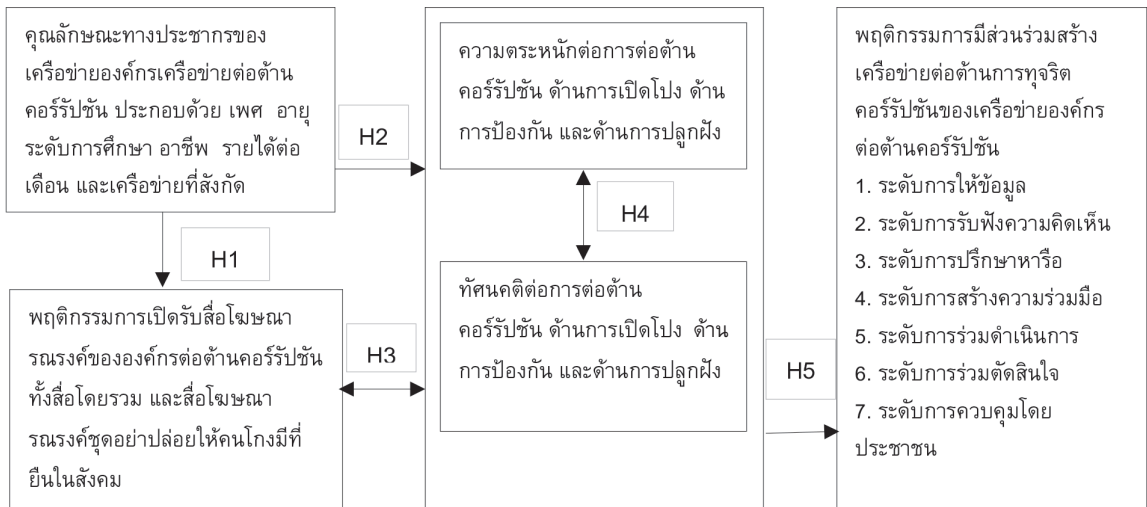 คุณลักษณะทางประชากรของ
เครือข่ายองค์กรเครือข่ายต่อต้าน
คอร์รัปชัน ประกอบด้วย เพศ อายุ
ระดับการศึกษา อาชีพ รายได้ต่อ
เดือน และเครือข่ายที่สังกัด
H1
พฤติกรรมการเปิดรับสื่อโฆษณา
รณรงค์ขององค์กรต่อต้านคอร์รัปชัน
ทั้งสื่อโดยรวม และสื่อโฆษณา
รณรงค์ชุดอย่าปล่อยให้คนโกงมีที่
ยืนในสังคม
H2
H3
ความตระหนักต่อการต่อต้าน
คอร์รัปชัน ด้านการเปิดโปง ด้าน
การป้องกัน และด้านการปลูกฝัง
H4
ทัศนคติต่อการต่อต้าน
คอร์รัปชัน ด้านการเปิดโปง ด้าน
การป้องกัน และด้านการปลูกฝัง
H5
พฤติกรรมการมีส่วนร่วมสร้าง
เครือข่ายต่อต้านการทุจริต
คอร์รัปชันของเครือข่ายองค์กร
ต่อต้านคอร์รัปชัน
1. ระดับการให้ข้อมูล
2. ระดับการรับฟังความคิดเห็น
3. ระดับการปรึกษาหารือ
4. ระดับการสร้างความร่วมมือ
5. ระดับการร่วมดำเนินการ
6. ระดับการร่วมตัดสินใจ
7. ระดับการควบคุมโดย
ประชาชน